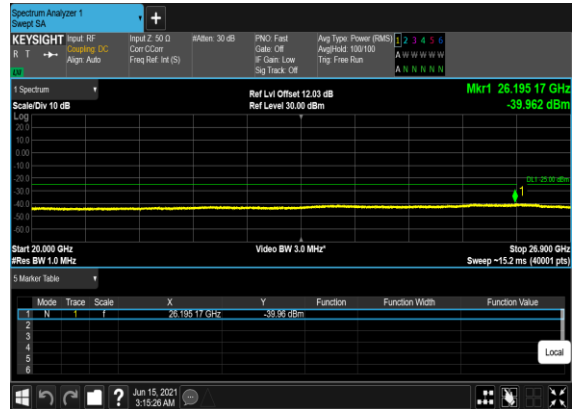 Spectrum Analyzer 1
Swept SA
KEYSIGHT Input: RF Input Z: 50 Ω #Atten: 30 dB PNO: Fast Avg Type: Power (RMS) 1 2 3 4 5 6
R T Coupling: DC Corr CCorr Gate: Off Avg|Hold: 100/100 A W W W W W
Align: Auto Freq Ref: Int (S) IF Gain: Low Trig: Free Run
Sig Track: Off A N N N N N
1 Spectrum Ref Lvl Offset 12.03 dB Mkr1 26.195 17 GHz
Scale/Div 10 dB Ref Level 30.00 dBm -39.962 dBm
Log
20.0
10.0
0.00
-10.0
-20.0
DL1 -25.00 dBm
-30.0
1
-40.0
-50.0
-60.0
Start 20.000 GHz Video BW 3.0 MHz* Stop 26.900 GHz
#Res BW 1.0 MHz Sweep ~15.2 ms (40001 pts)
5 Marker Table
Mode Trace Scale X Y Function Function Width Function Value
1 N 1 f 26.195 17 GHz -39.96 dBm
2
3
4
5
6
Local
? Jun 15, 2021
3:15:26 AM